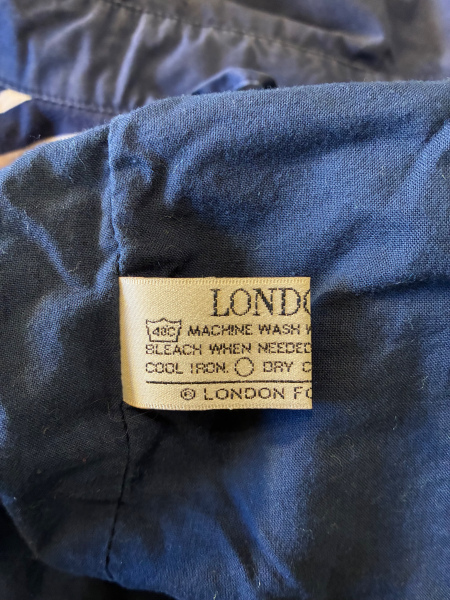 LONDO
40C MACHINE WASH W
BLEACH WHEN NEEDED
COOL IRON. DRY C
© LONDON FO